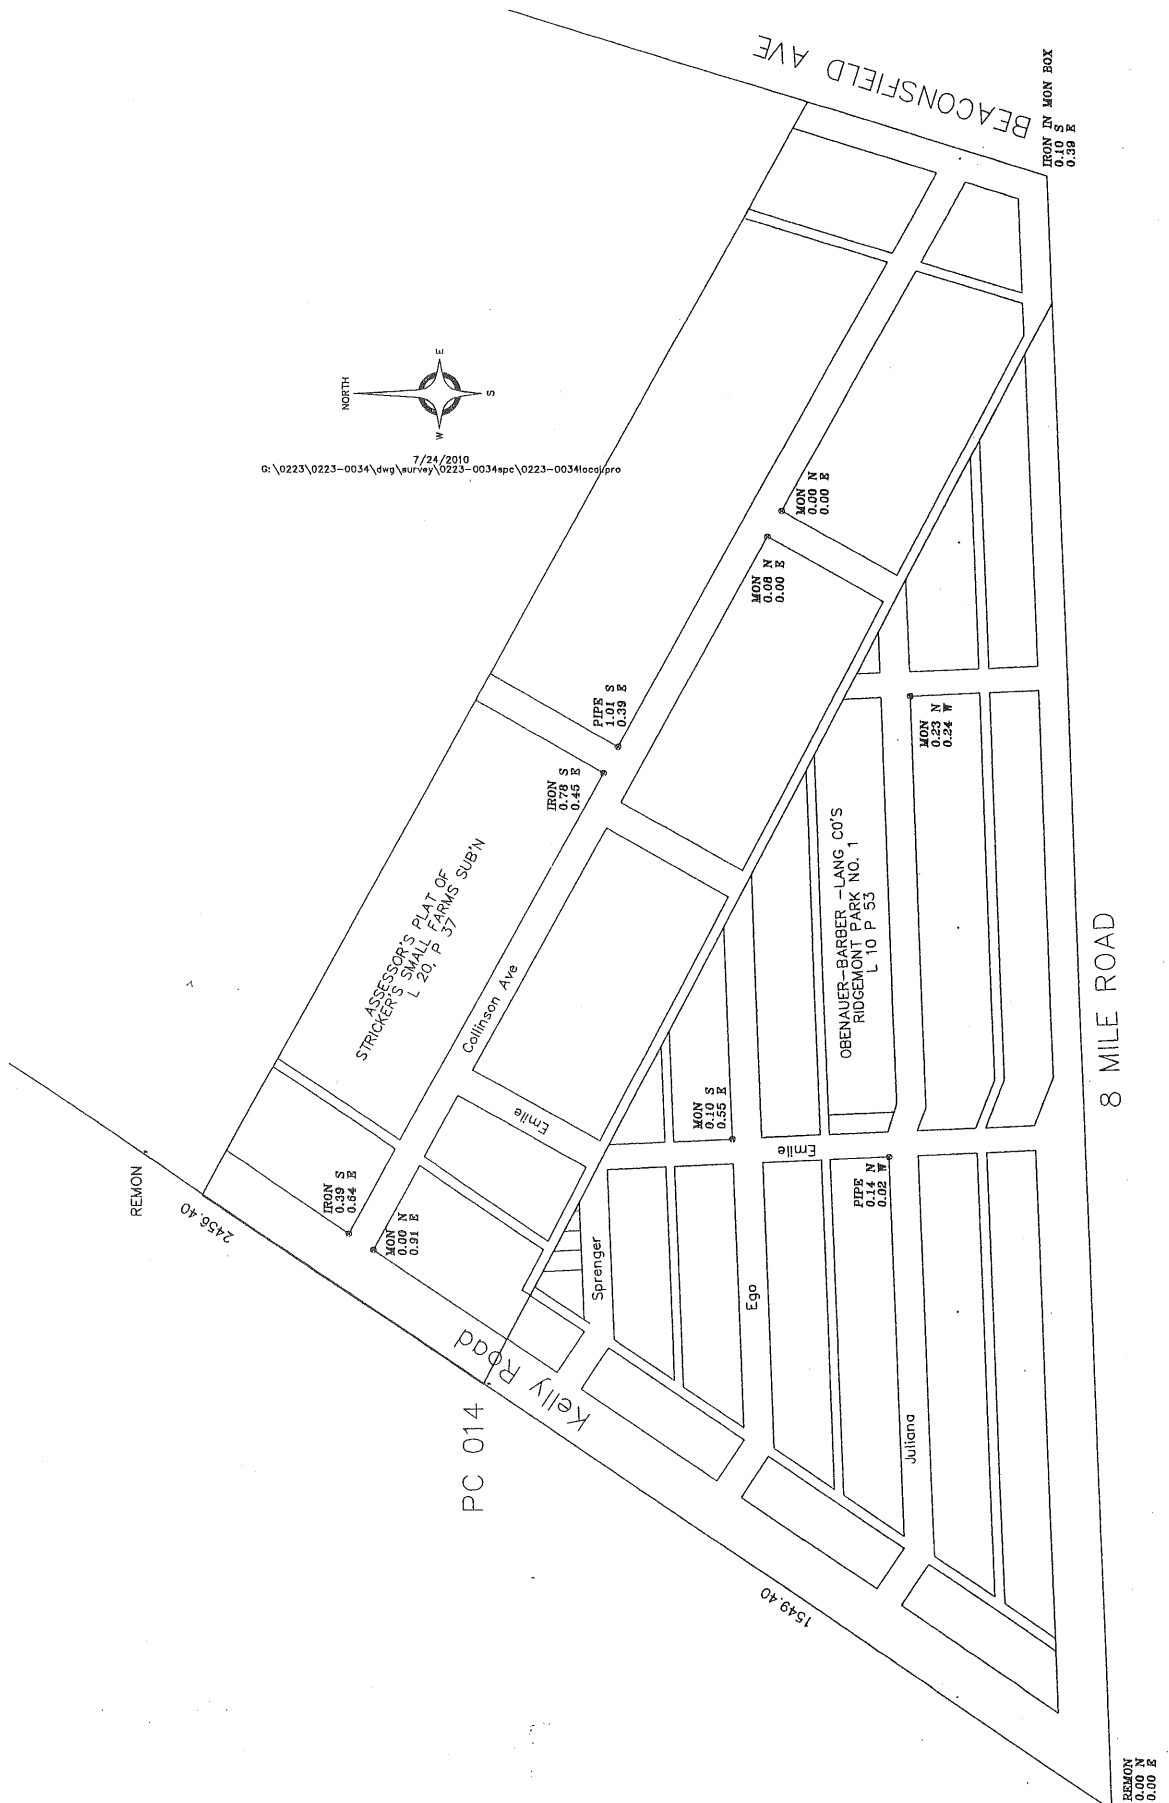 BEACONSFIELD AVE
IRON IN MON BOX
0.10 S
0.39 E
NORTH
W
E
S
7/24/2010
G:\0223\0223-0034\dwg\survey\0223-0034spc\0223-0034local.pro
MON
0.00 N
0.00 E
MON
0.08 N
0.00 E
PIPE
1.01 S
0.39 E
IRON
0.78 S
0.45 E
MON
0.23 N
0.24 W
ASSESSOR'S PLAT OF
STRICKER'S SMALL FARMS SUB'N
L 20, P 37
OBENAUER-BARBER -LANG CO'S
RIDGEMONT PARK NO. 1
L 10 P 53
Collinson Ave
8 MILE ROAD
Emile
MON
0.10 S
0.55 E
Emile
REMON
2456.40
IRON
0.39 S
0.64 E
MON
0.00 N
0.91 E
PIPE
0.14 N
0.02 W
Sprenger
Ego
Kelly Road
PC 014
Juliana
1549.40
REMON
0.00 N
0.00 E